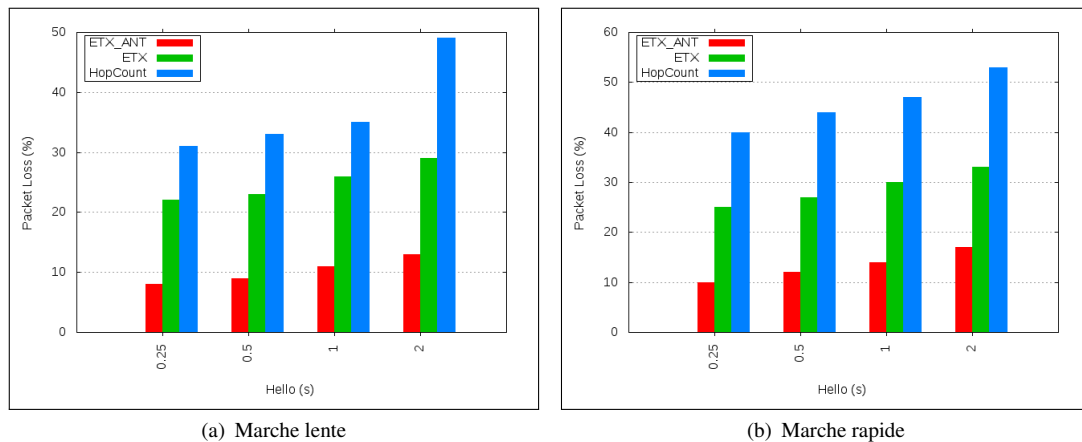 50
40
30
20
10
0
Packet Loss (%)
ETX_ANT
ETX
HopCount
0.25
0.5
1
2
Hello (s)
(a) Marche lente
60
50
40
30
20
10
0
Packet Loss (%)
ETX_ANT
ETX
HopCount
0.25
0.5
1
2
Hello (s)
(b) Marche rapide